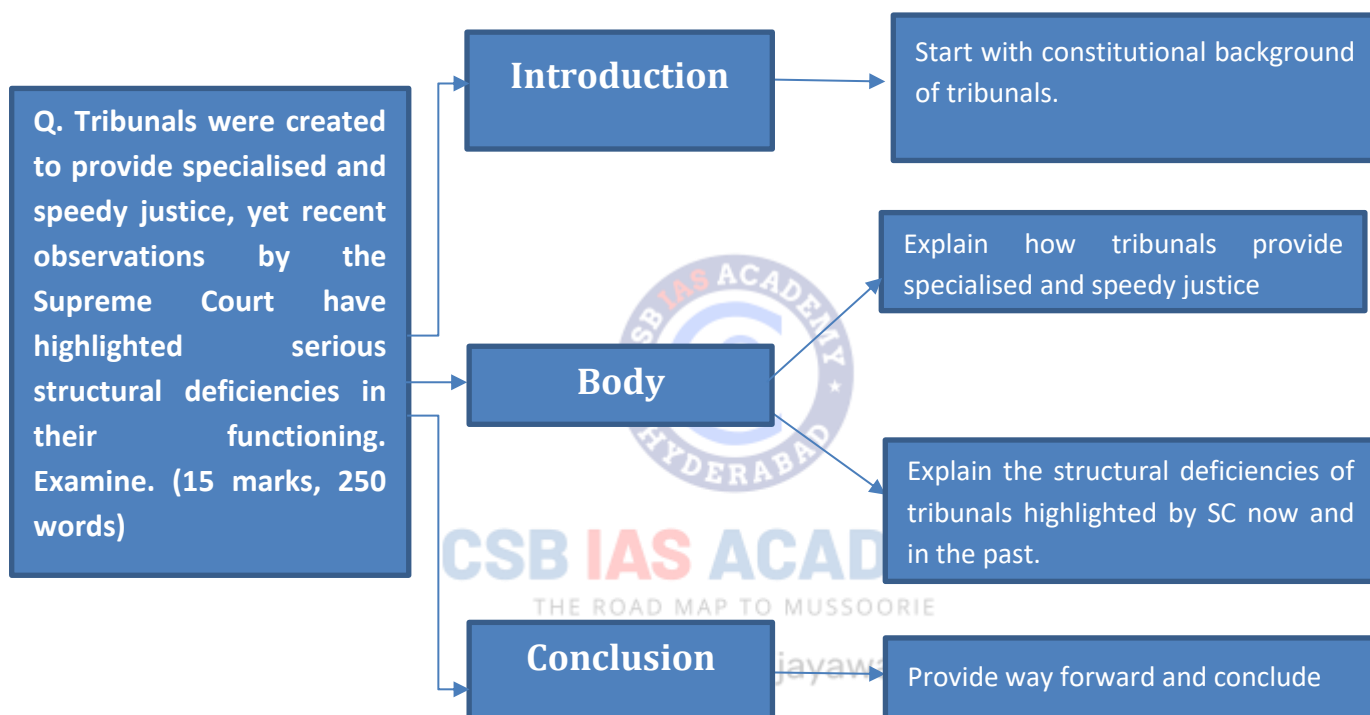 Q. Tribunals were created
to provide specialised and
speedy justice, yet recent
observations by the
Supreme Court have
highlighted serious
structural deficiencies in
their functioning.
Examine. (15 marks, 250
words)
Introduction
Start with constitutional background
of tribunals.
Body
Explain how tribunals provide
specialised and speedy justice
Explain the structural deficiencies of
tribunals highlighted by SC now and
in the past.
Conclusion
Provide way forward and conclude
IAS ACADEMY
HYDERABAD
CSB IAS
THE ROAD MAP TO MUSSOORIE